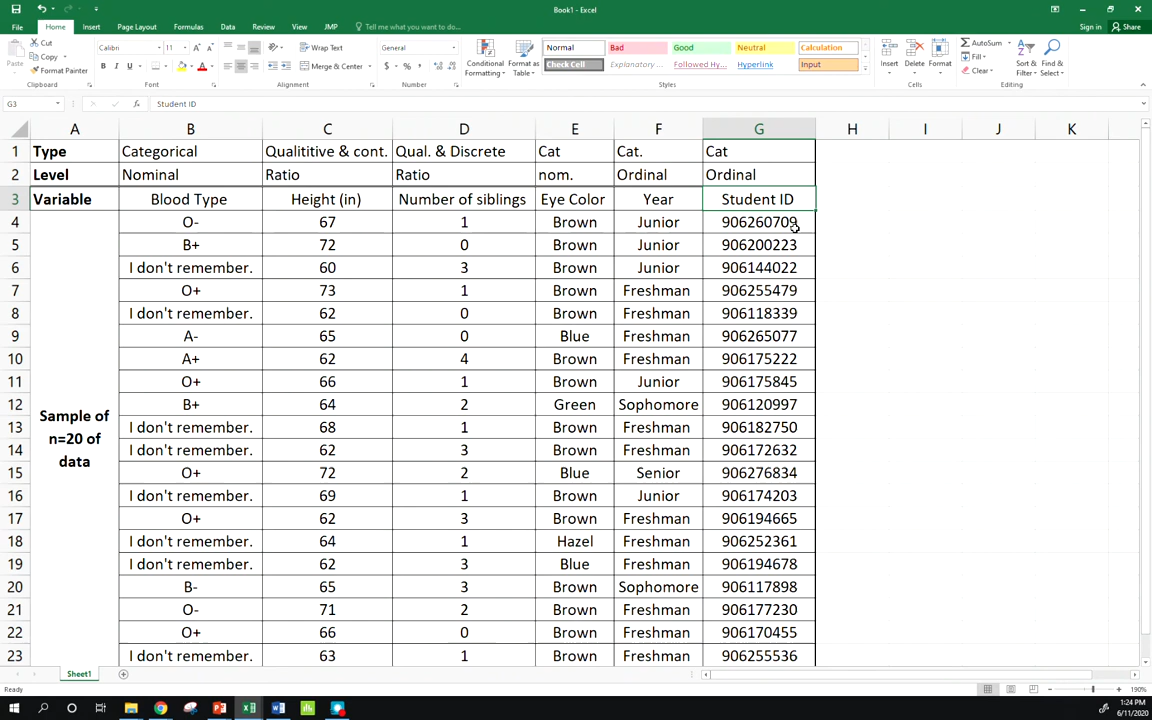 Book1 - Excel
Sign in Share
File Home Insert Page Layout Formulas Data Review View JMP Tell me what you want to do...
Paste Cut Copy Format Painter Clipboard
Calibri 11 B I U Font
Wrap Text Merge & Center Alignment
General $ % , Number
Conditional Formatting Format as Table
Normal Bad Good Neutral Calculation
Check Cell Explanatory ... Followed Hy... Hyperlink Input
Styles
Insert Delete Format Cells
AutoSum Fill Clear Sort & Filter Find & Select Editing
G3 fx Student ID
A B C D E F G H I J K
1 Type Categorical Qualititive & cont. Qual. & Discrete Cat Cat. Cat
2 Level Nominal Ratio Ratio nom. Ordinal Ordinal
3 Variable Blood Type Height (in) Number of siblings Eye Color Year Student ID
4 O- 67 1 Brown Junior 906260709
5 B+ 72 0 Brown Junior 906200223
6 I don't remember. 60 3 Brown Junior 906144022
7 O+ 73 1 Brown Freshman 906255479
8 I don't remember. 62 0 Brown Freshman 906118339
9 A- 65 0 Blue Freshman 906265077
10 A+ 62 4 Brown Freshman 906175222
11 O+ 66 1 Brown Junior 906175845
12 B+ 64 2 Green Sophomore 906120997
Sample of n=20 of data
13 I don't remember. 68 1 Brown Freshman 906182750
14 I don't remember. 62 3 Brown Freshman 906172632
15 O+ 72 2 Blue Senior 906276834
16 I don't remember. 69 1 Brown Junior 906174203
17 O+ 62 3 Brown Freshman 906194665
18 I don't remember. 64 1 Hazel Freshman 906252361
19 I don't remember. 62 3 Blue Freshman 906194678
20 B- 65 3 Brown Sophomore 906117898
21 O- 71 2 Brown Freshman 906177230
22 O+ 66 0 Brown Freshman 906170455
23 I don't remember. 63 1 Brown Freshman 906255536
Sheet1
Ready 190%
1:24 PM
6/11/2020